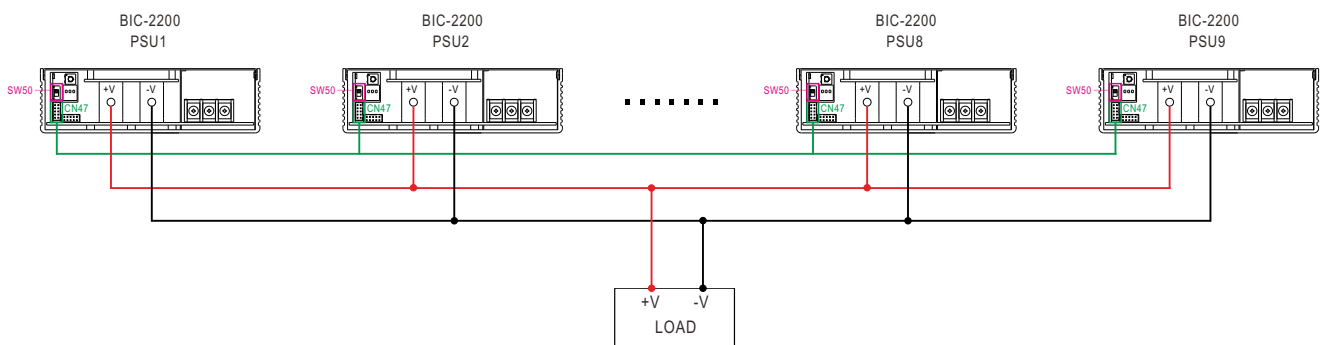 BIC-2200
PSU1
BIC-2200
PSU2
BIC-2200
PSU8
BIC-2200
PSU9
SW50
+V
-V
CN47
SW50
+V
-V
CN47
SW50
+V
-V
CN47
SW50
+V
-V
CN47
+V
-V
LOAD